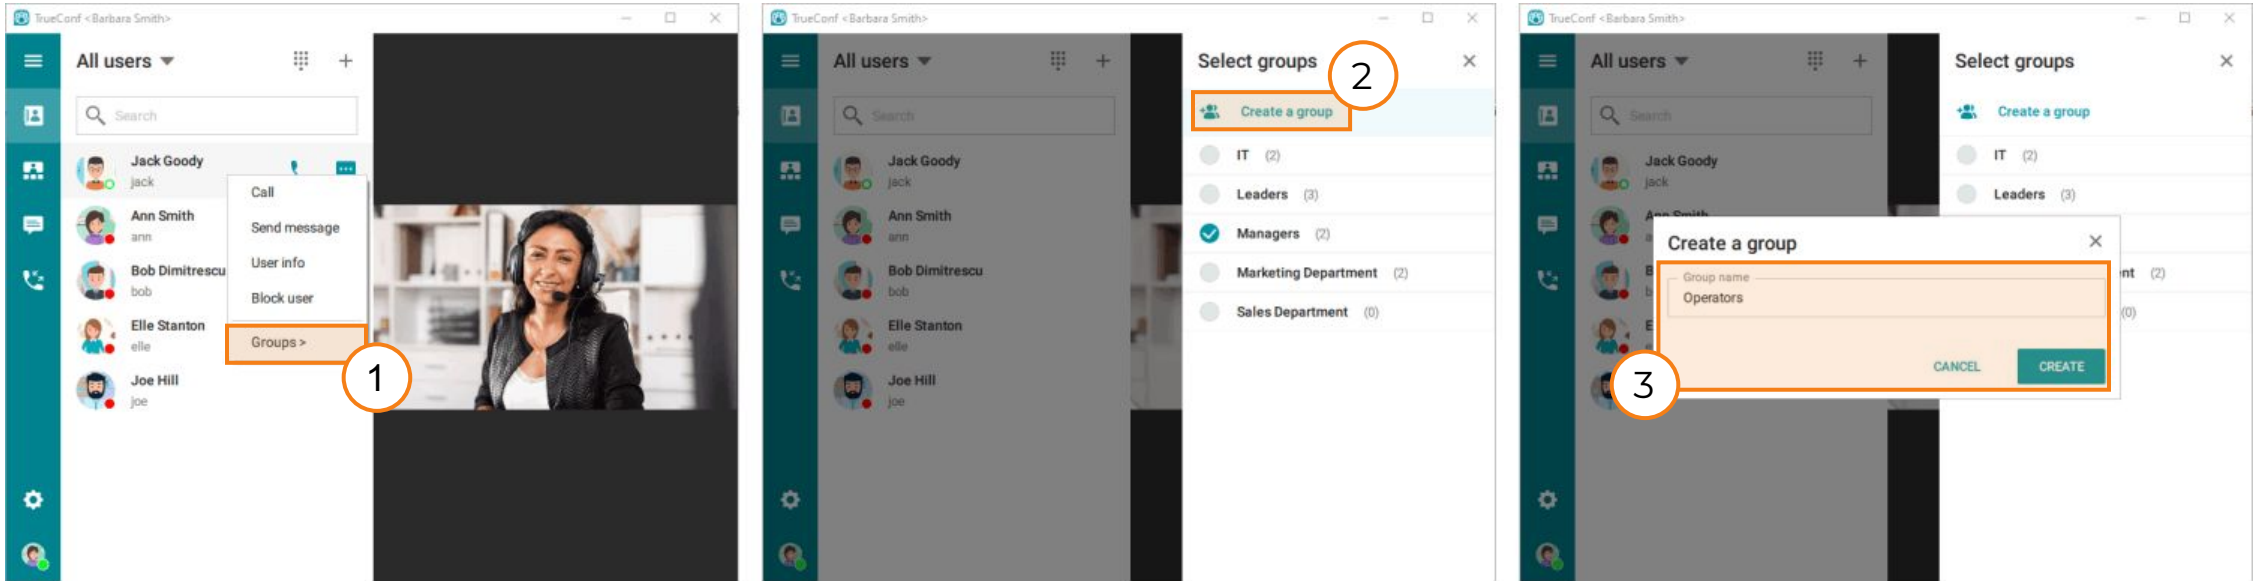 TrueConf <Barbara Smith>
All users
Search
Jack Goody
jack
Call
Ann Smith
ann
Send message
User info
Bob Dimitrescu
bob
Block user
Elle Stanton
elle
Groups >
1
Joe Hill
joe
TrueConf <Barbara Smith>
All users
Search
Jack Goody
jack
Ann Smith
ann
Bob Dimitrescu
bob
Elle Stanton
elle
Joe Hill
joe
Select groups
2
Create a group
IT (2)
Leaders (3)
Managers (2)
Marketing Department (2)
Sales Department (0)
TrueConf <Barbara Smith>
All users
Search
Jack Goody
jack
Ann Smith
Select groups
Create a group
IT (2)
Leaders (3)
nt (2)
(0)
Create a group
Group name
Operators
CANCEL
CREATE
3